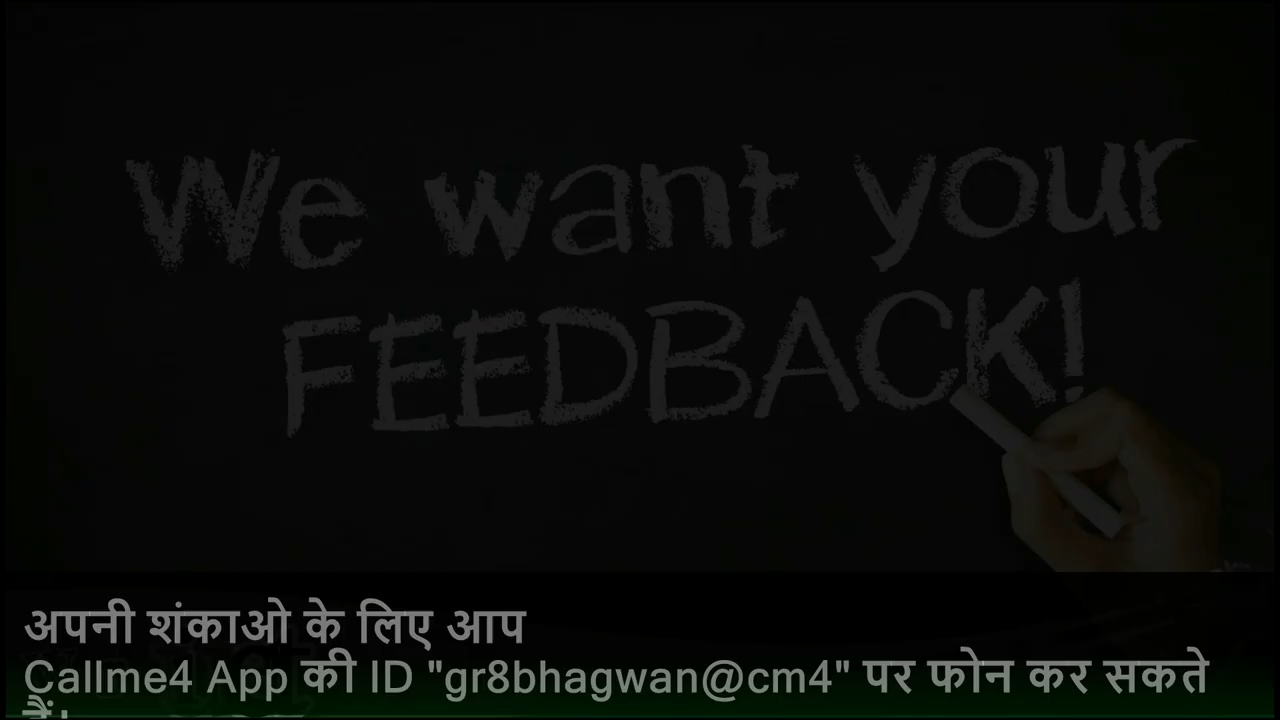 We want your
FEEDBACK!
अपनी शंकाओ के लिए आप
Callme4 App की ID "gr8bhagwan@cm4" पर फोन कर सकते
हैं!